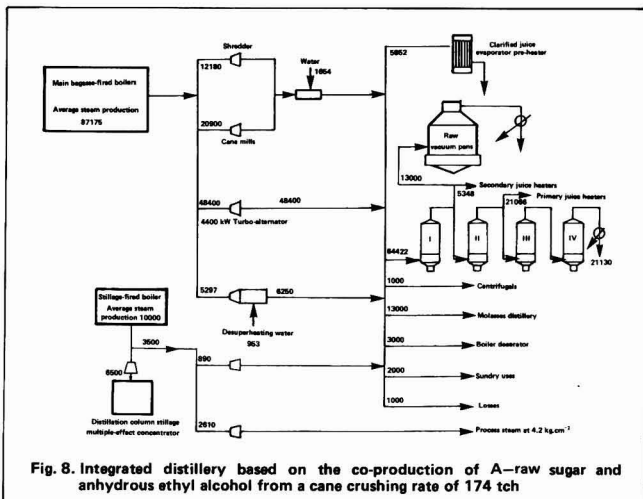 Shredder
12180
Water
1654
5952
Clarified juice
evaporator pre-heater
Main bagasse-fired boilers
Average steam production
87175
20900
Cane mills
Raw
vacuum pans
13000
Secondary juice heaters
5348
Primary juice heaters
21066
48400
48400
4400 kW Turbo-alternator
I
II
III
IV
64422
21130
5297
6250
1000
Centrifugals
Desuperheating water
953
13000
Molasses distillery
Stillage-fired boiler
Average steam
production 10000
3000
Boiler deaerator
3500
890
2000
Sundry uses
6500
1000
Losses
Distillation column stillage
multiple-effect concentrator
2610
Process steam at 4.2 kg.cm⁻²
Fig. 8. Integrated distillery based on the co-production of A—raw sugar and
anhydrous ethyl alcohol from a cane crushing rate of 174 tch